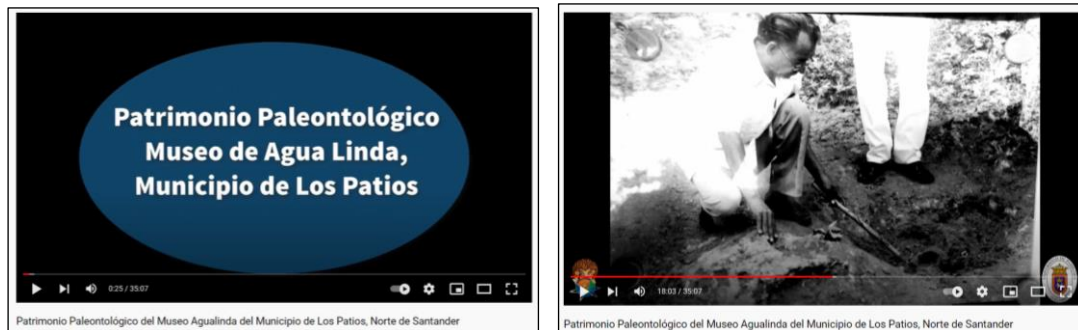 Patrimonio Paleontológico
Museo de Agua Linda,
Municipio de Los Patios
0:25 / 35:07
Patrimonio Paleontológico del Museo Agualinda del Municipio de Los Patios, Norte de Santander
18:03 / 35:07
Patrimonio Paleontológico del Museo Agualinda del Municipio de Los Patios, Norte de Santander